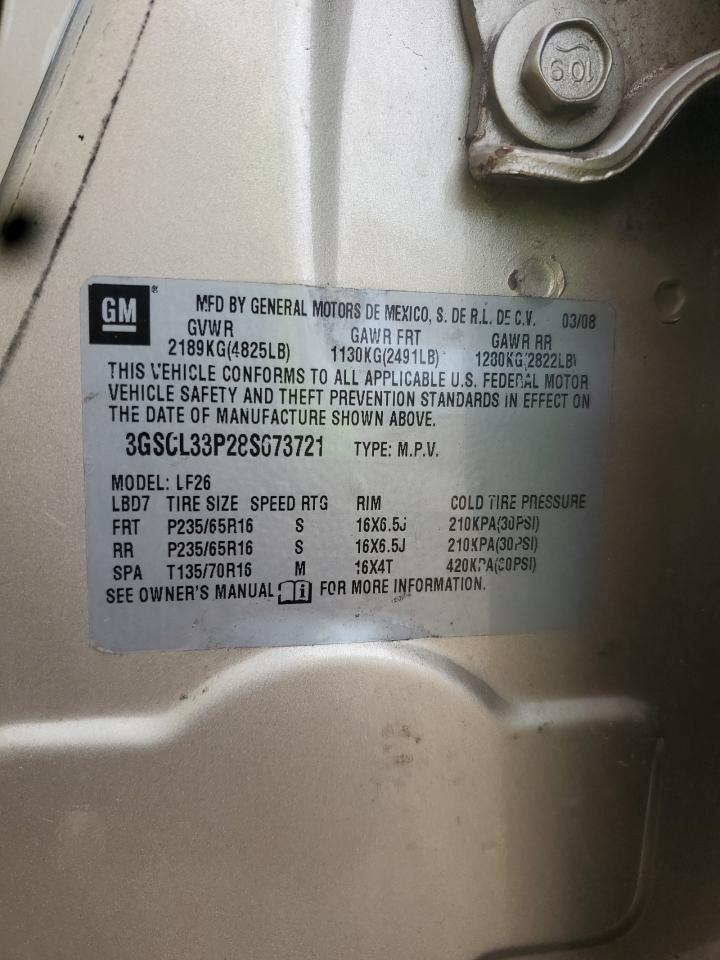 10.9
GM ®
MFD BY GENERAL MOTORS DE MEXICO, S. DE R.L. DE C.V. 03/08
GVWR GAWR FRT GAWR RR
2189KG(4825LB) 1130KG(2491LB) 1280KG(2822LB)
THIS VEHICLE CONFORMS TO ALL APPLICABLE U.S. FEDERAL MOTOR
VEHICLE SAFETY AND THEFT PREVENTION STANDARDS IN EFFECT ON
THE DATE OF MANUFACTURE SHOWN ABOVE.
3GSCL33P28S673721 TYPE: M.P.V.
MODEL: LF26
LBD7 TIRE SIZE SPEED RTG RIM COLD TIRE PRESSURE
FRT P235/65R16 S 16X6.5J 210KPA(30PSI)
RR P235/65R16 S 16X6.5J 210KPA(30PSI)
SPA T135/70R16 M 16X4T 420KPA(60PSI)
SEE OWNER'S MANUAL FOR MORE INFORMATION.